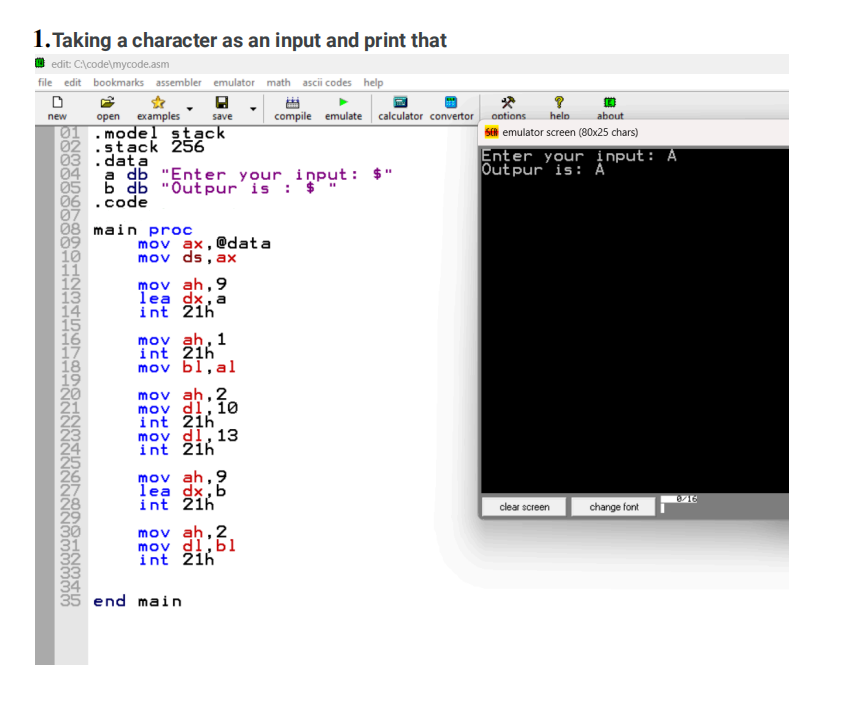 1.Taking a character as an input and print that
edit: C:\code\mycode.asm
file edit bookmarks assembler emulator math ascii codes help
new open examples save compile emulate calculator convertor options help about
emulator screen (80x25 chars)
Enter your input: A
Outpur is: A
01 .model stack
02 .stack 256
03 .data
04 a db "Enter your input: $"
05 b db "Outpur is : $ "
06 .code
07
08 main proc
09 mov ax,@data
10 mov ds,ax
11
12 mov ah,9
13 lea dx,a
14 int 21h
15
16 mov ah,1
17 int 21h
18 mov bl,al
19
20 mov ah,2
21 mov dl,10
22 int 21h
23 mov dl,13
24 int 21h
25
26 mov ah,9
27 lea dx,b
28 int 21h
29
30 mov ah,2
31 mov dl,bl
32 int 21h
33
34
35 end main
clear screen change font 0/16